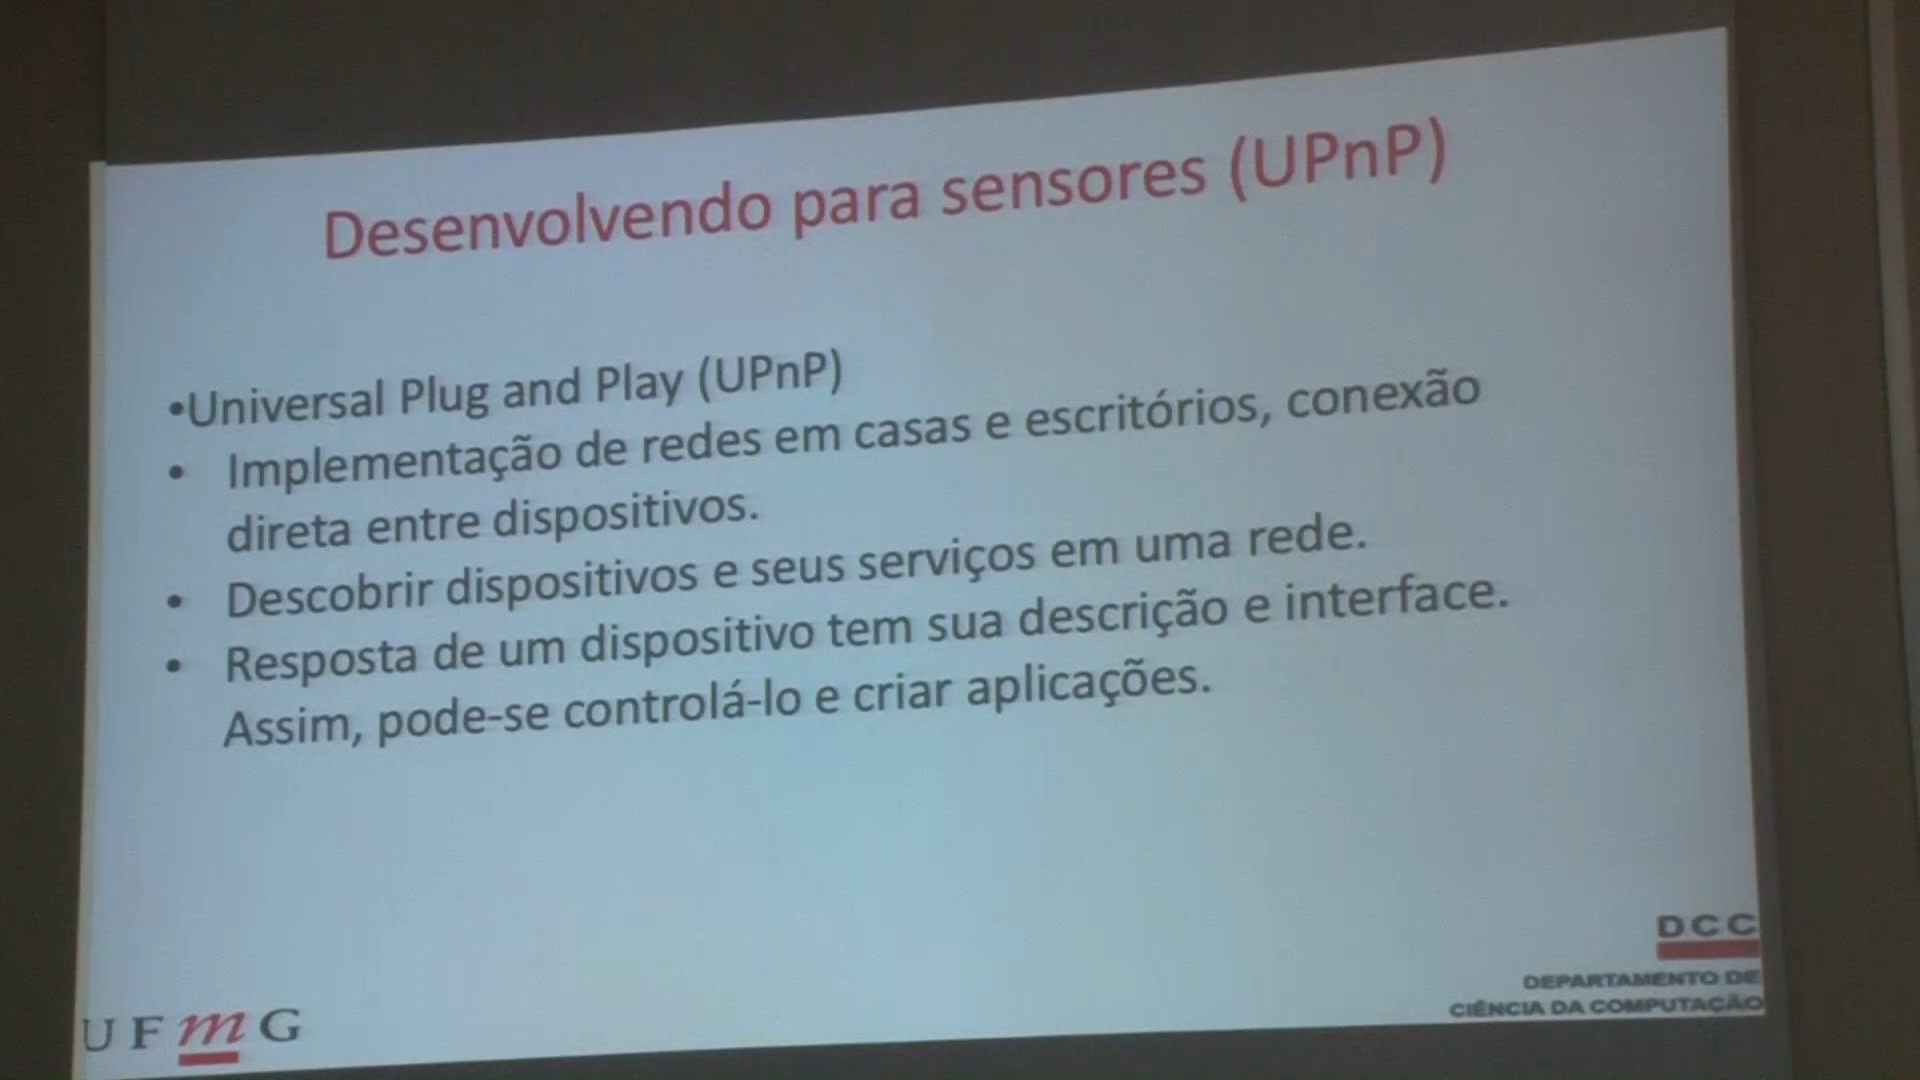 Desenvolvendo para sensores (UPnP)
•Universal Plug and Play (UPnP)
• Implementação de redes em casas e escritórios, conexão
direta entre dispositivos.
• Descobrir dispositivos e seus serviços em uma rede.
• Resposta de um dispositivo tem sua descrição e interface.
Assim, pode-se controlá-lo e criar aplicações.
UFmG
DCC
DEPARTAMENTO DE
CIÊNCIA DA COMPUTAÇÃO